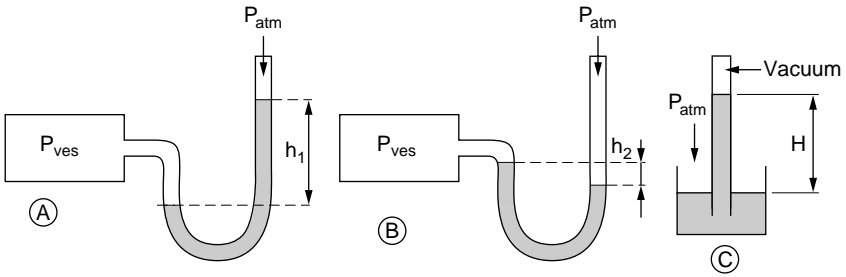 P_atm
P_ves
h_1
A
P_atm
P_ves
h_2
B
Vacuum
P_atm
H
C